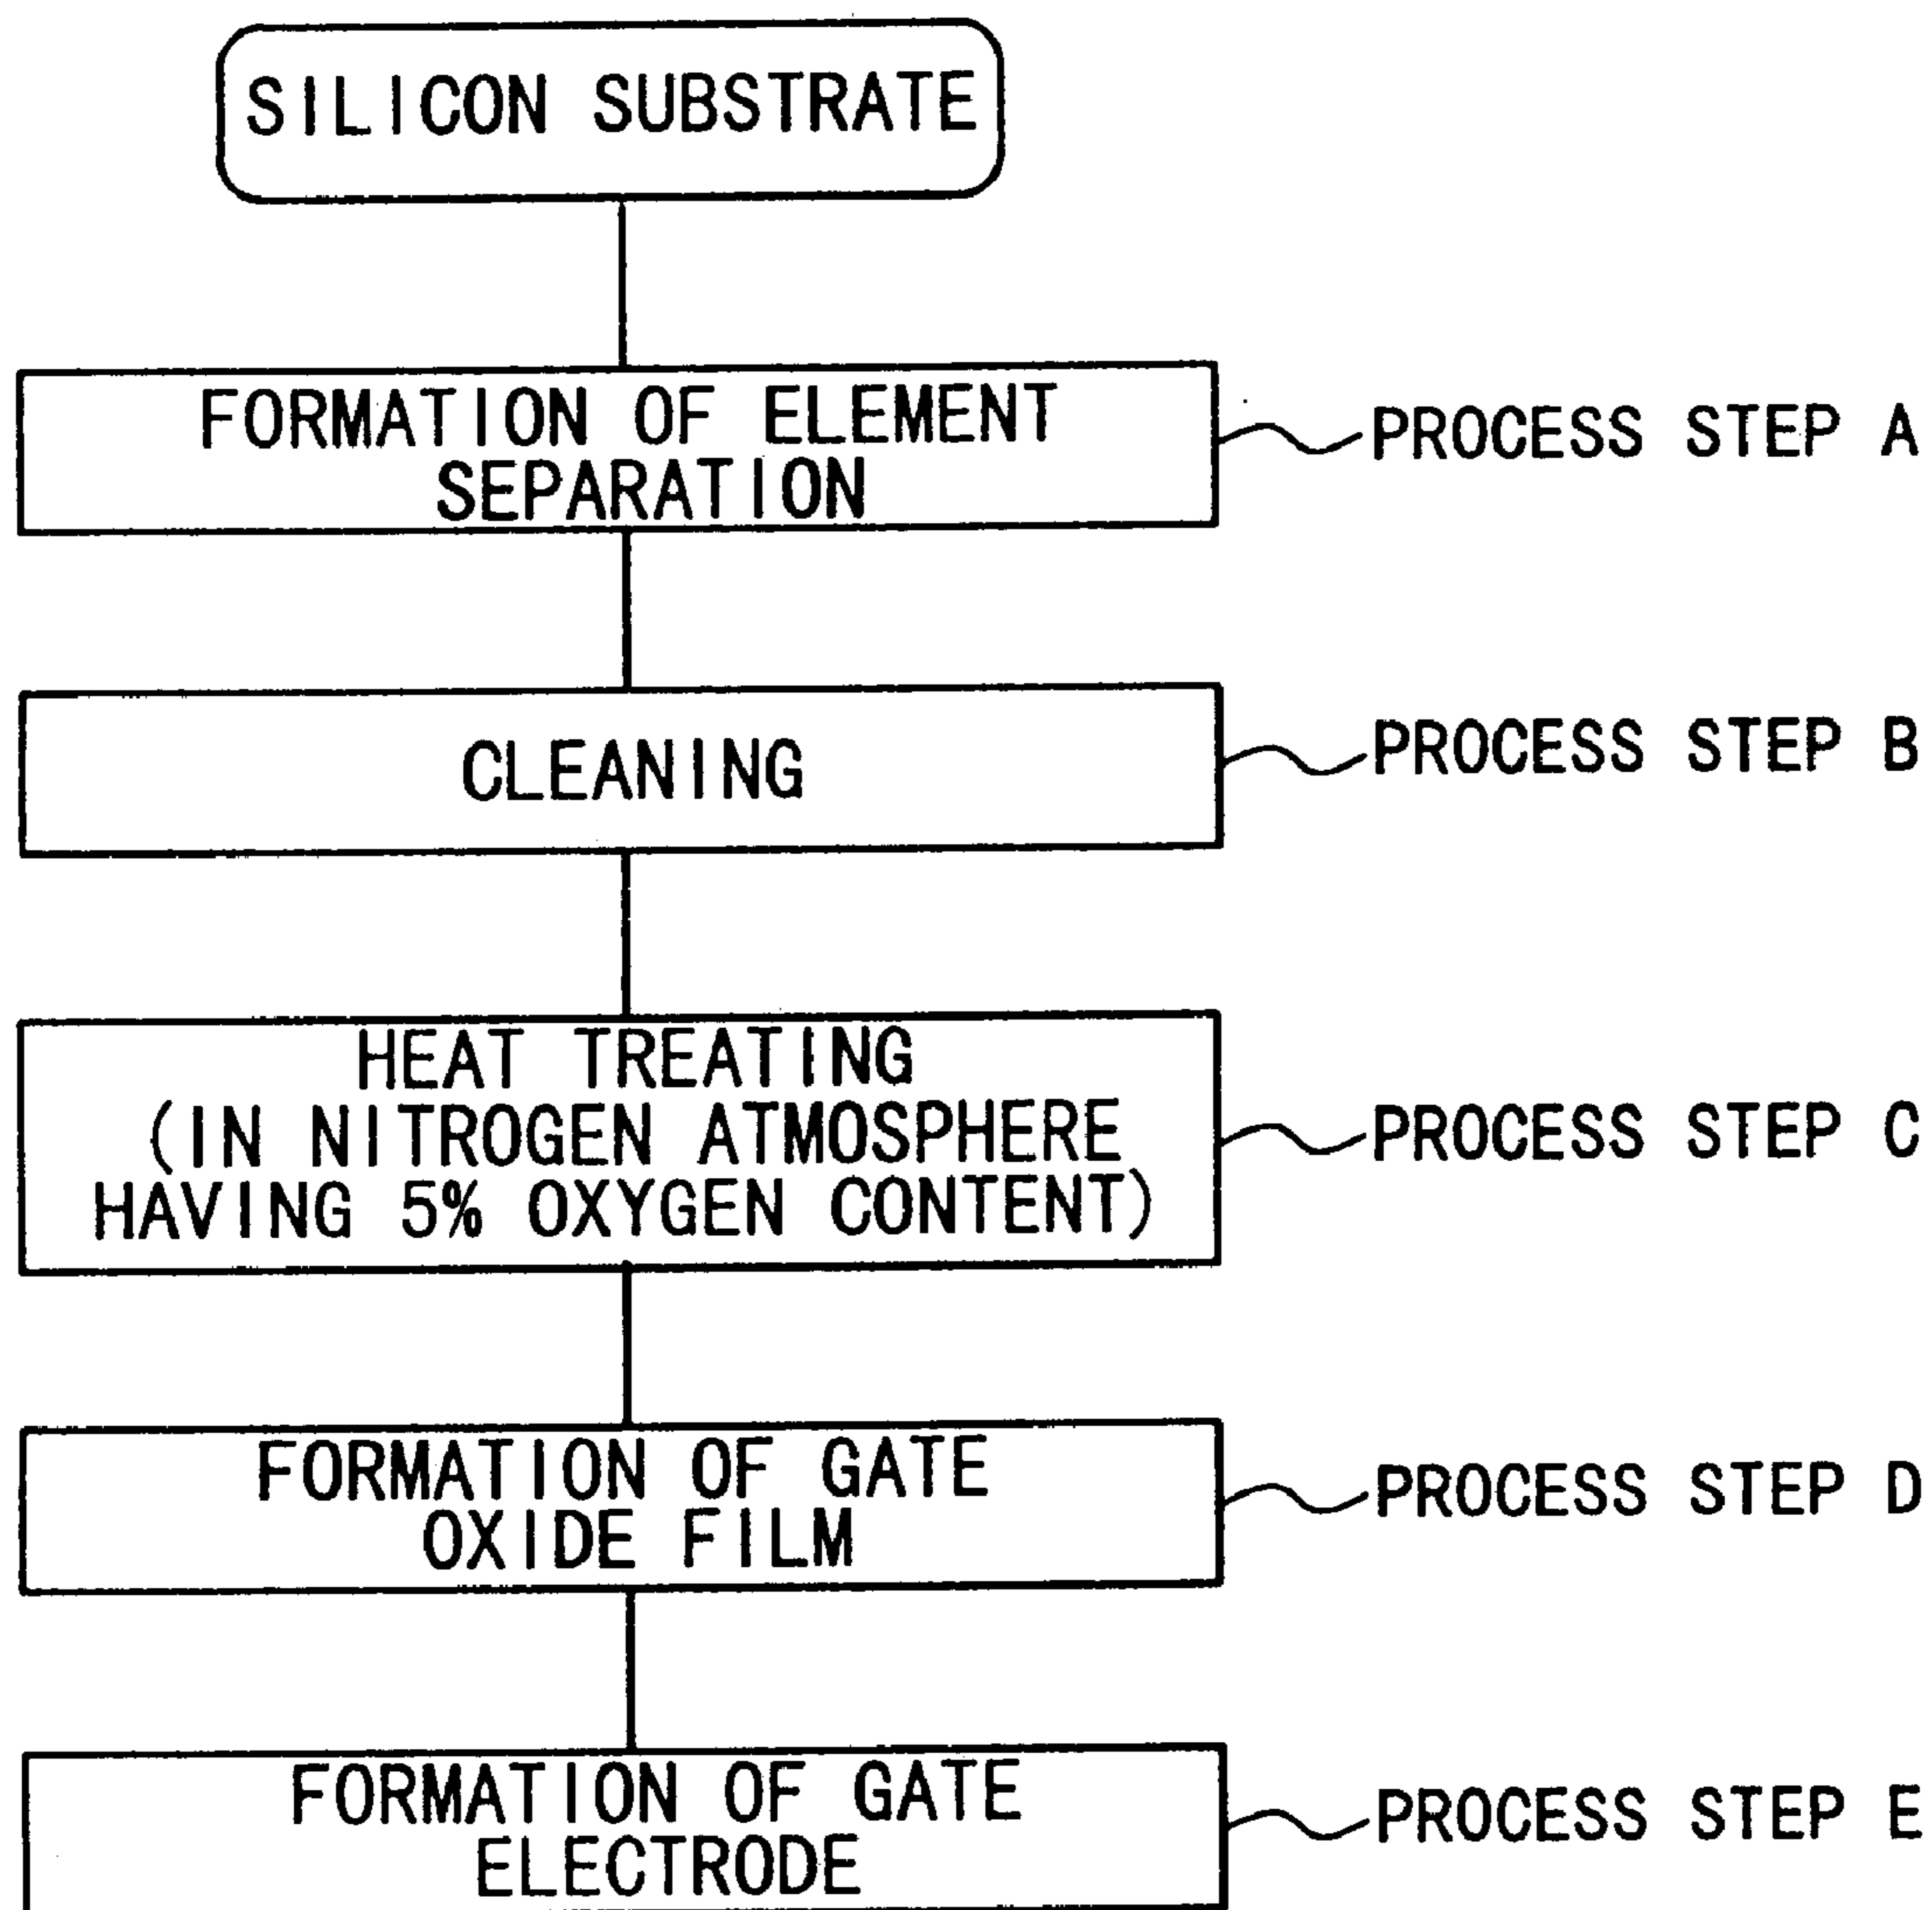 SILICON SUBSTRATE
FORMATION OF ELEMENT
SEPARATION
PROCESS STEP A
CLEANING
PROCESS STEP B
HEAT TREATING
(IN NITROGEN ATMOSPHERE
HAVING 5% OXYGEN CONTENT)
PROCESS STEP C
FORMATION OF GATE
OXIDE FILM
PROCESS STEP D
FORMATION OF GATE
ELECTRODE
PROCESS STEP E